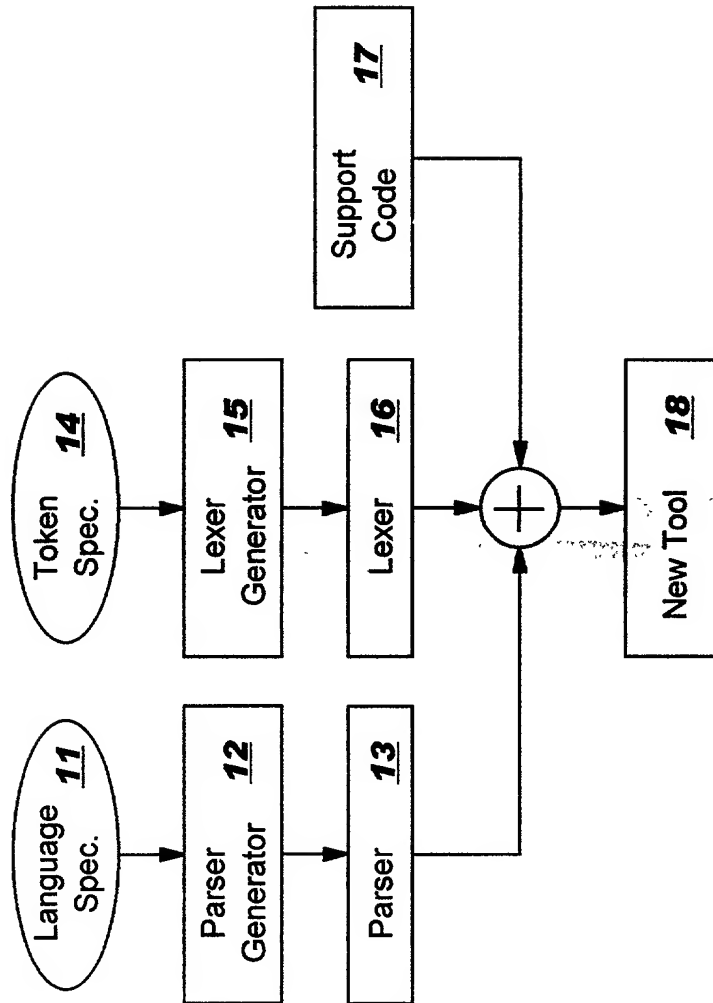 Language
Spec.
11
Parser
Generator
12
Parser
13
Token
Spec.
14
Lexer
Generator
15
Lexer
16
Support
Code
17
New Tool
18